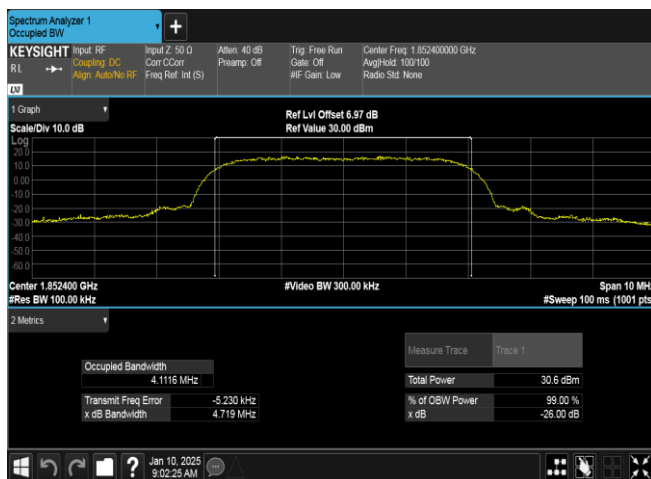 Spectrum Analyzer 1
Occupied BW
+
KEYSIGHT Input: RF Input Z: 50 Ω Atten: 40 dB Trig: Free Run Center Freq: 1.852400000 GHz
RL Coupling: DC Corr CCorr Preamp: Off Gate: Off Avg|Hold: 100/100
Align: Auto/No RF Freq Ref: Int (S) #IF Gain: Low Radio Std: None
LXI
1 Graph Ref Lvl Offset 6.97 dB
Scale/Div 10.0 dB Ref Value 30.00 dBm
Log
20.0
10.0
0.00
-10.0
-20.0
-30.0
-40.0
-50.0
-60.0
Center 1.852400 GHz #Video BW 300.00 kHz Span 10 MHz
#Res BW 100.00 kHz #Sweep 100 ms (1001 pts
2 Metrics
Measure Trace Trace 1
Occupied Bandwidth
4.1116 MHz Total Power 30.6 dBm
Transmit Freq Error -5.230 kHz % of OBW Power 99.00 %
x dB Bandwidth 4.719 MHz x dB -26.00 dB
? Jan 10, 2025
9:02:25 AM